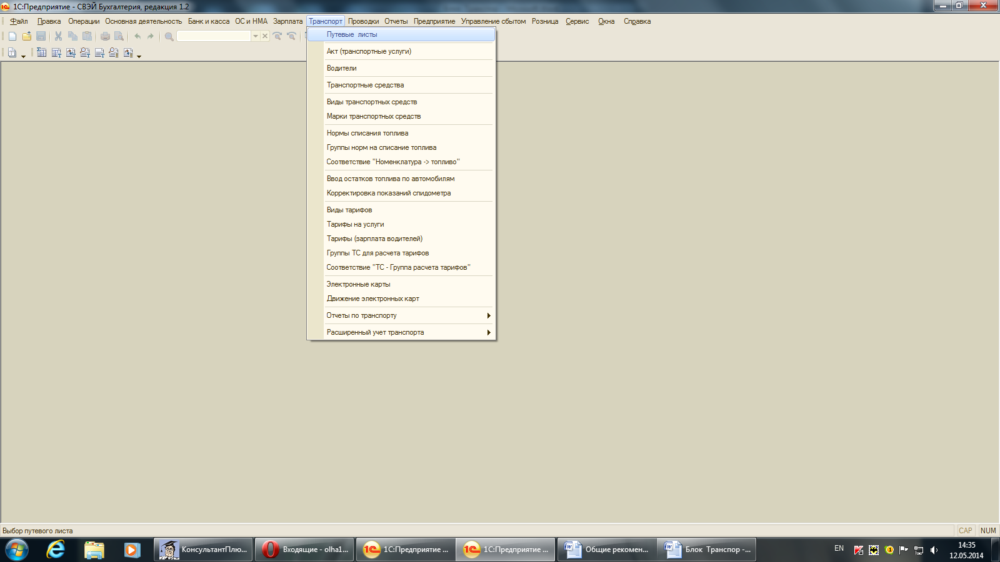 1С:Предприятие - СВЭЙ Бухгалтерия, редакция 1.2
Файл Правка Операции Основная деятельность Банк и касса ОС и НМА Зарплата Транспорт Проводки Отчеты Предприятие Управление сбытом Розница Сервис Окна Справка
Путевые листы
Акт (транспортные услуги)
Водители
Транспортные средства
Виды транспортных средств
Марки транспортных средств
Нормы списания топлива
Группы норм на списание топлива
Соответствие "Номенклатура -> топливо"
Ввод остатков топлива по автомобилям
Корректировка показаний спидометра
Виды тарифов
Тарифы на услуги
Тарифы (зарплата водителей)
Группы ТС для расчета тарифов
Соответствие "ТС - Группа расчета тарифов"
Электронные карты
Движение электронных карт
Отчеты по транспорту
Расширенный учет транспорта
Выбор путевого листа CAP NUM
КонсультантПлю... Входящие - olha1... 1С:Предприятие ... 1С:Предприятие ... Общие рекомен... Блок Транспор -... EN 14:35
12.05.2014